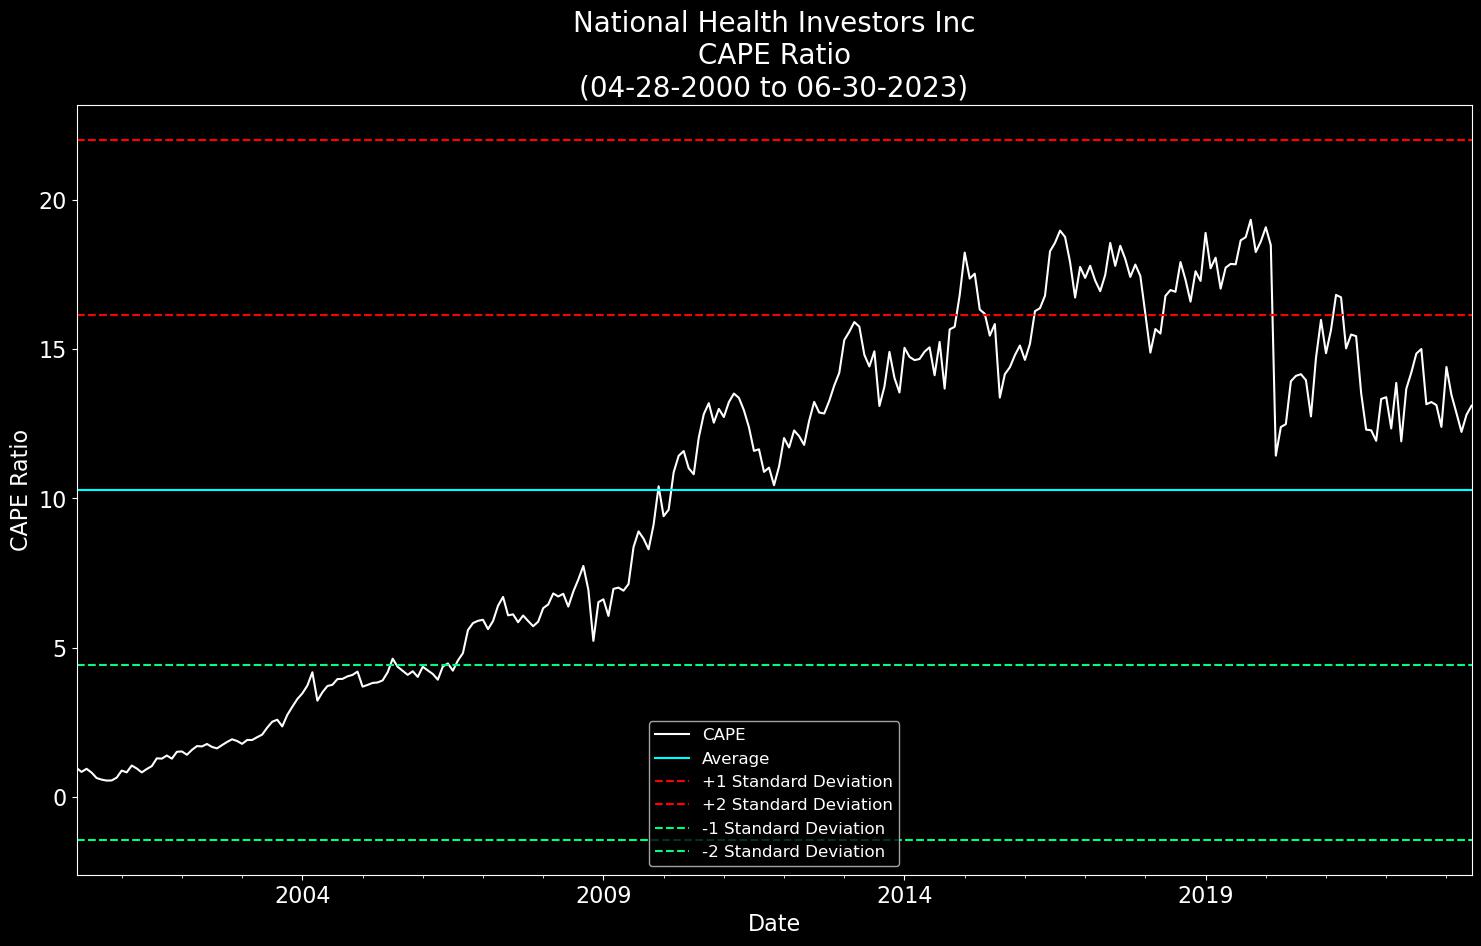 National Health Investors Inc
CAPE Ratio
(04-28-2000 to 06-30-2023)
CAPE Ratio
20
15
10
5
0
CAPE
Average
+1 Standard Deviation
+2 Standard Deviation
-1 Standard Deviation
-2 Standard Deviation
2004 2009 2014 2019
Date